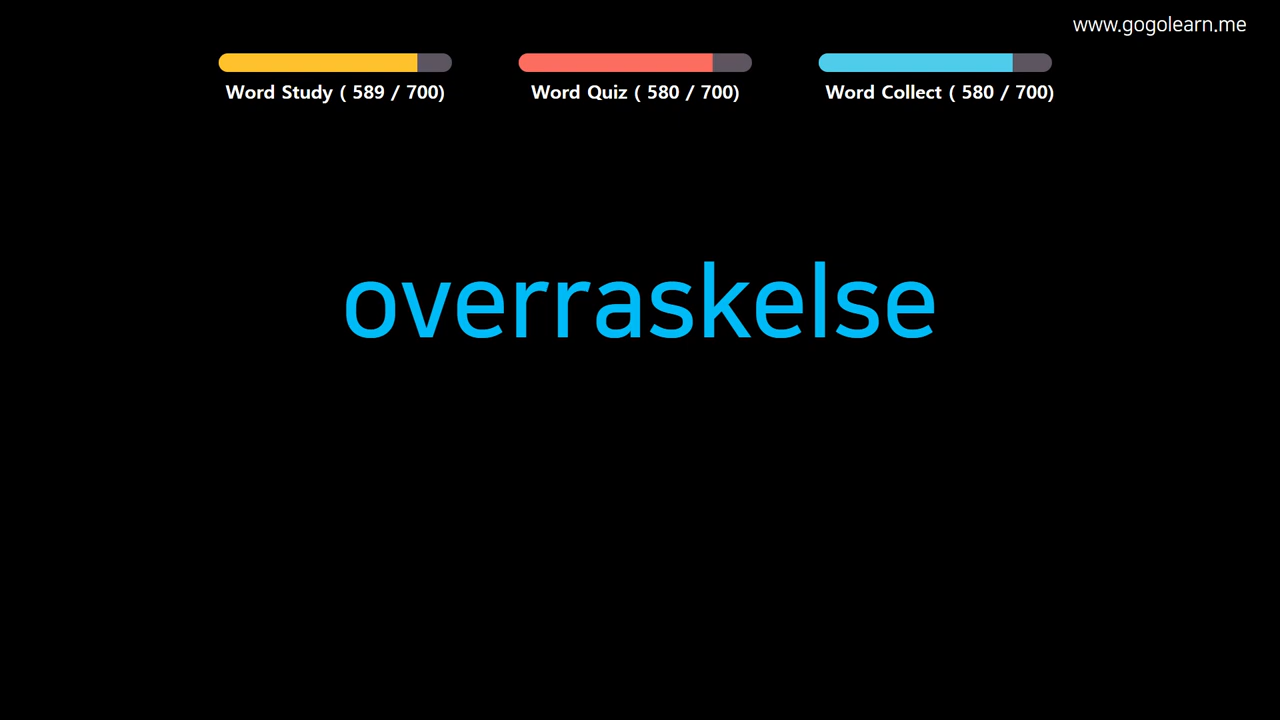 www.gogolearn.me
Word Study ( 589 / 700)
Word Quiz ( 580 / 700)
Word Collect ( 580 / 700)
overraskelse